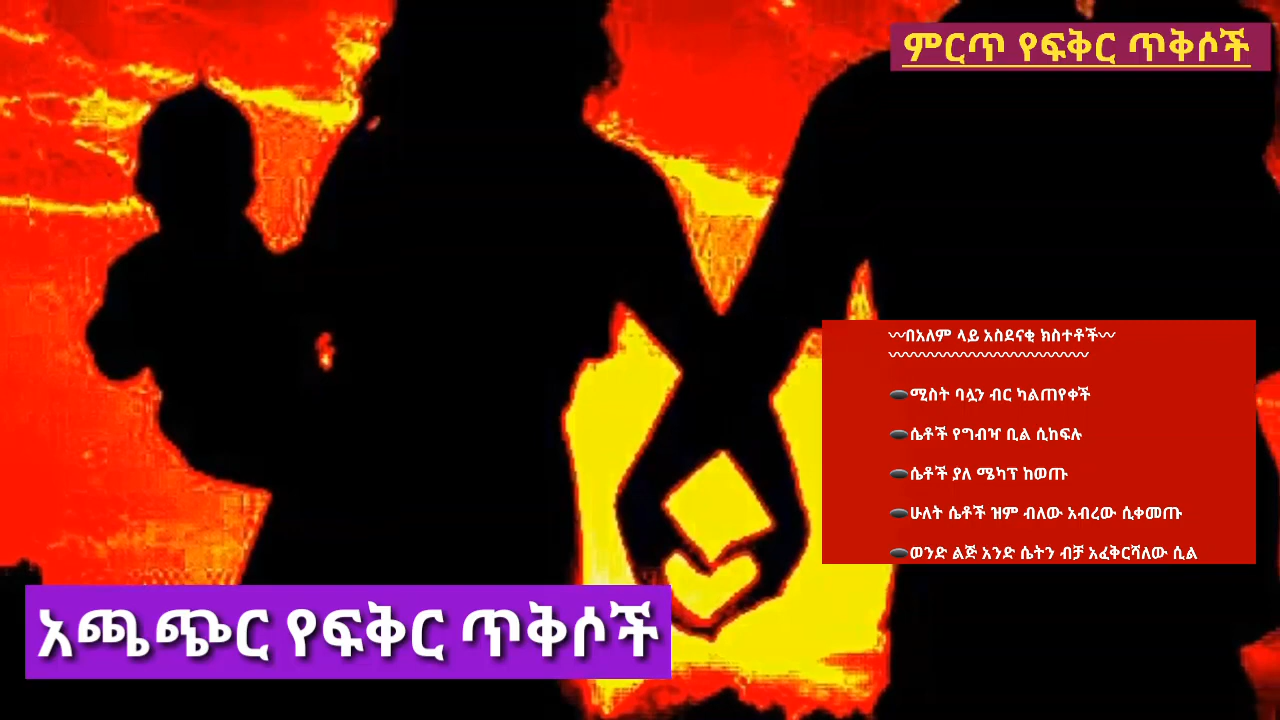 ምርጥ የፍቅር ጥቅሶች
〰በአለም ላይ አስደናቂ ክስተቶች〰
〰〰〰〰〰〰〰〰〰〰
⚫ሚስት ባሏን ብር ካልጠየቀች
⚫ሴቶች የግብዣ ቢል ሲከፍሉ
⚫ሴቶች ያለ ሜካፕ ከወጡ
⚫ሁለት ሴቶች ዝም ብለው አብረው ሲቀመጡ
⚫ወንድ ልጅ አንድ ሴትን ብቻ አፈቅርሻለው ሲል
አጫጭር የፍቅር ጥቅሶች